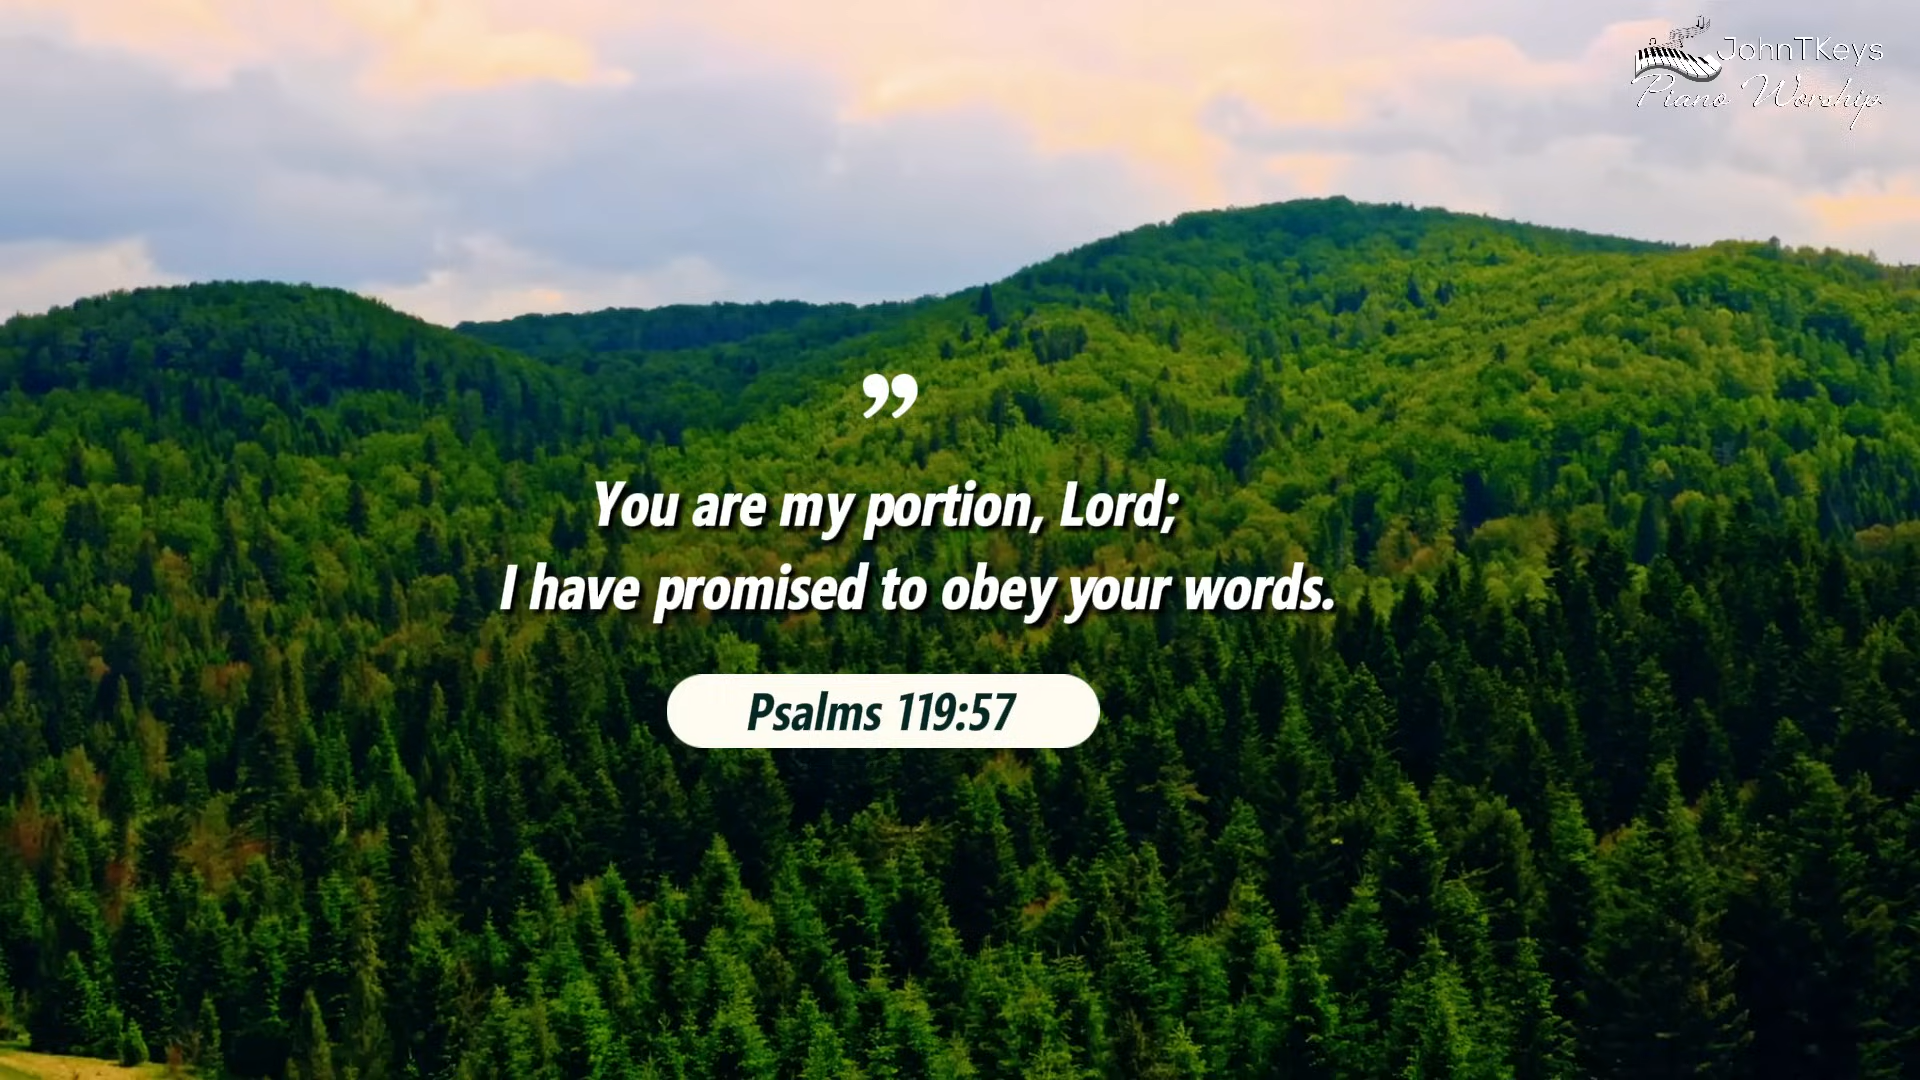 JohnTKeys
Piano Worship
”
You are my portion, Lord;
I have promised to obey your words.
Psalms 119:57